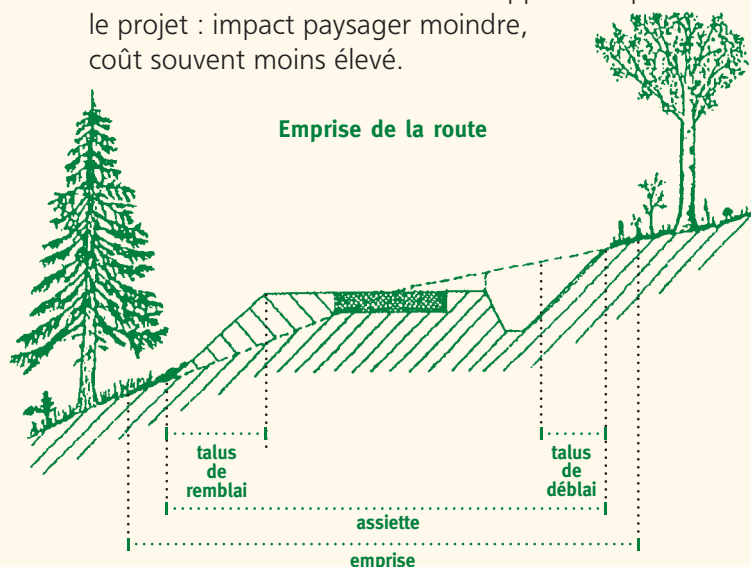 le projet : impact paysager moindre,
coût souvent moins élevé.
Emprise de la route
talus
de
remblai
talus
de
déblai
assiette
emprise